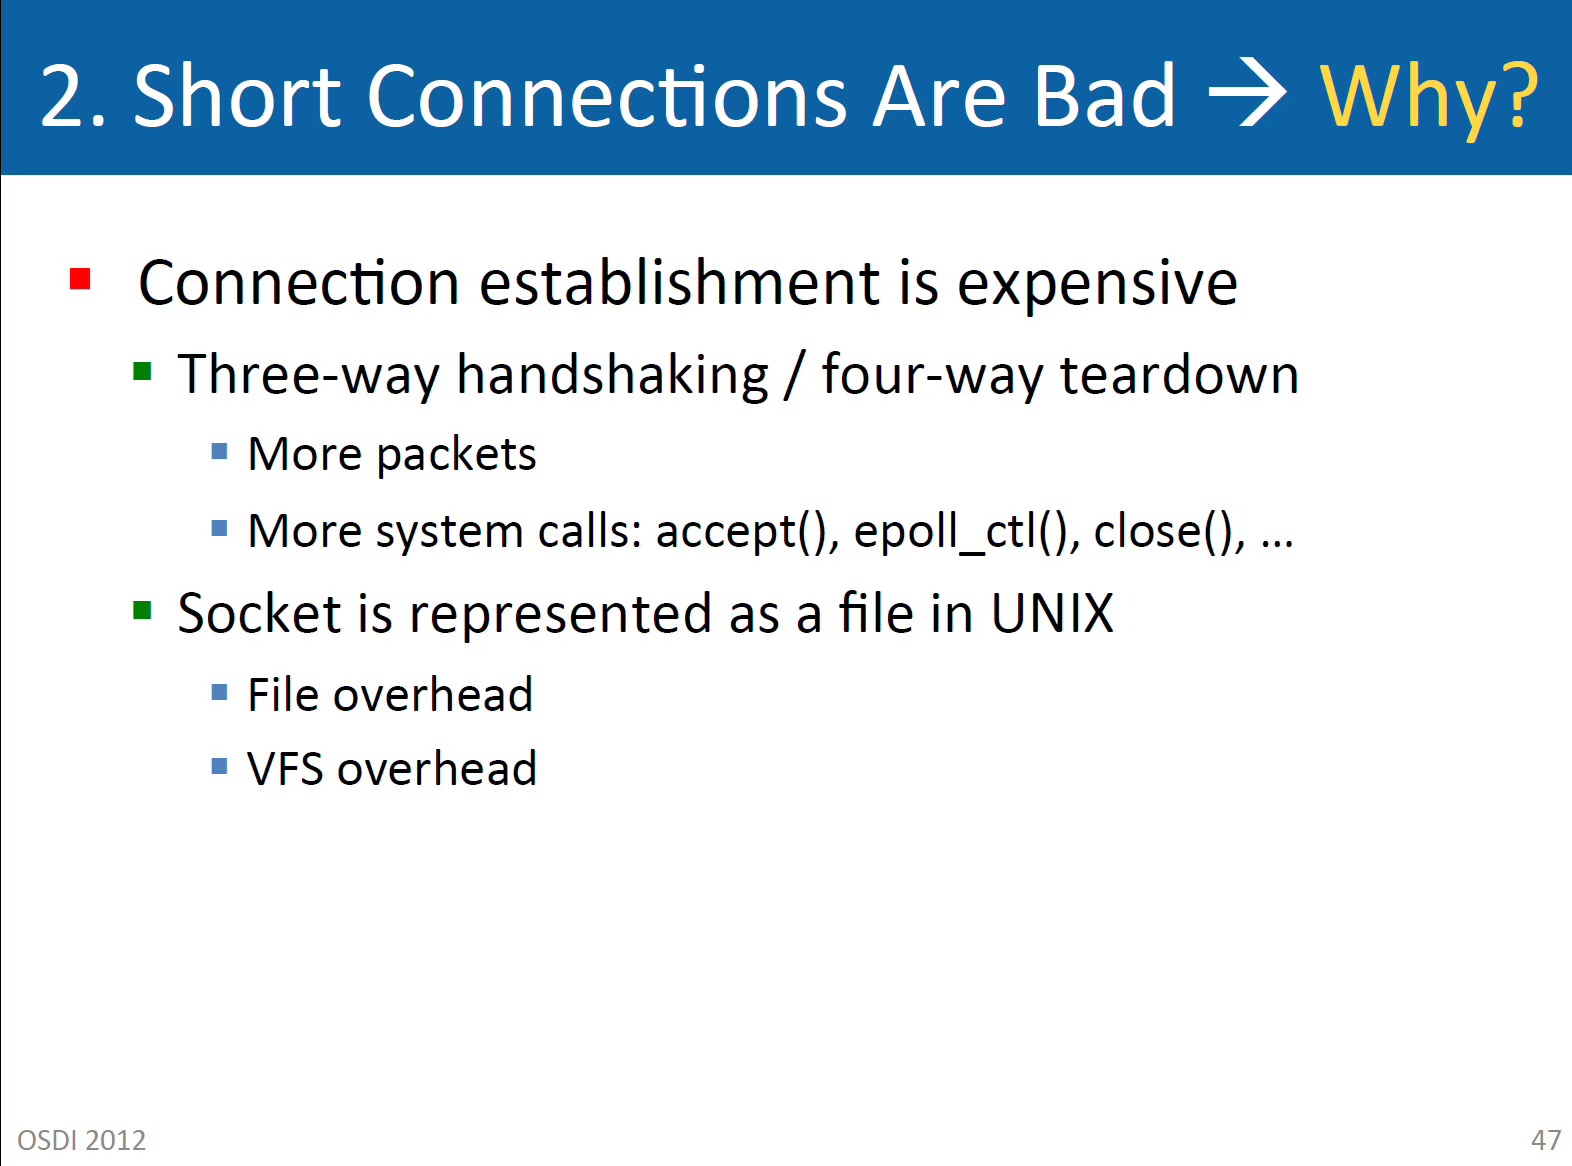 2. Short Connections Are Bad → Why?
Connection establishment is expensive
Three-way handshaking / four-way teardown
More packets
More system calls: accept(), epoll_ctl(), close(), ...
Socket is represented as a file in UNIX
File overhead
VFS overhead
OSDI 2012
47